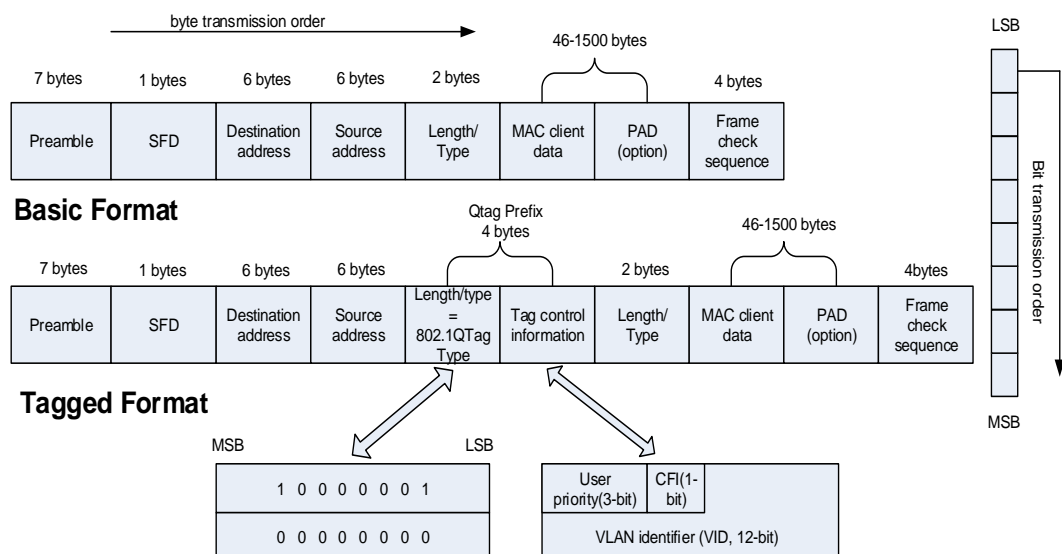 byte transmission order
46-1500 bytes
LSB
7 bytes
1 bytes
6 bytes
6 bytes
2 bytes
4 bytes
Preamble
SFD
Destination
address
Source
address
Length/
Type
MAC client
data
PAD
(option)
Frame
check
sequence
Basic Format
Bit transmission order
Qtag Prefix
4 bytes
46-1500 bytes
7 bytes
1 bytes
6 bytes
6 bytes
2 bytes
4bytes
Preamble
SFD
Destination
address
Source
address
Length/type
=
802.1QTag
Type
Tag control
information
Length/
Type
MAC client
data
PAD
(option)
Frame
check
sequence
Tagged Format
MSB
MSB
LSB
1 0 0 0 0 0 0 1
0 0 0 0 0 0 0 0
User
priority(3-bit)
CFI(1-
bit)
VLAN identifier (VID, 12-bit)